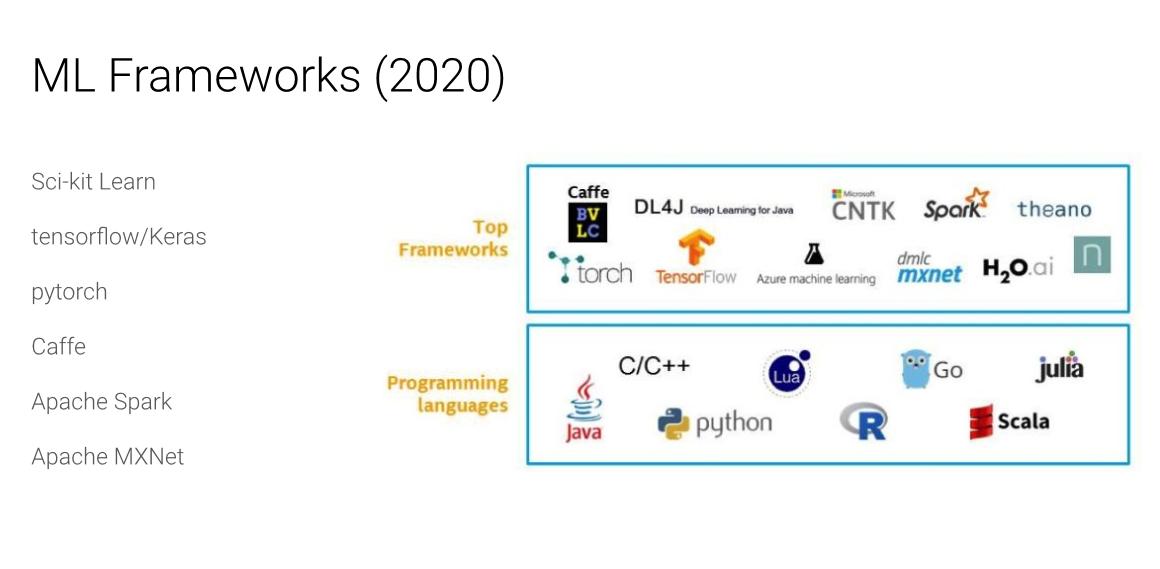 ML Frameworks (2020)
Sci-kit Learn
tensorflow/Keras
pytorch
Caffe
Apache Spark
Apache MXNet
Top
Frameworks
Caffe
BV
LC
DL4J Deep Learning for Java
Microsoft
CNTK
Spark
theano
torch
TensorFlow
Azure machine learning
dmlc
mxnet
H2O.ai
n
Programming
languages
C/C++
Lua
Go
julia
Java
python
R
Scala